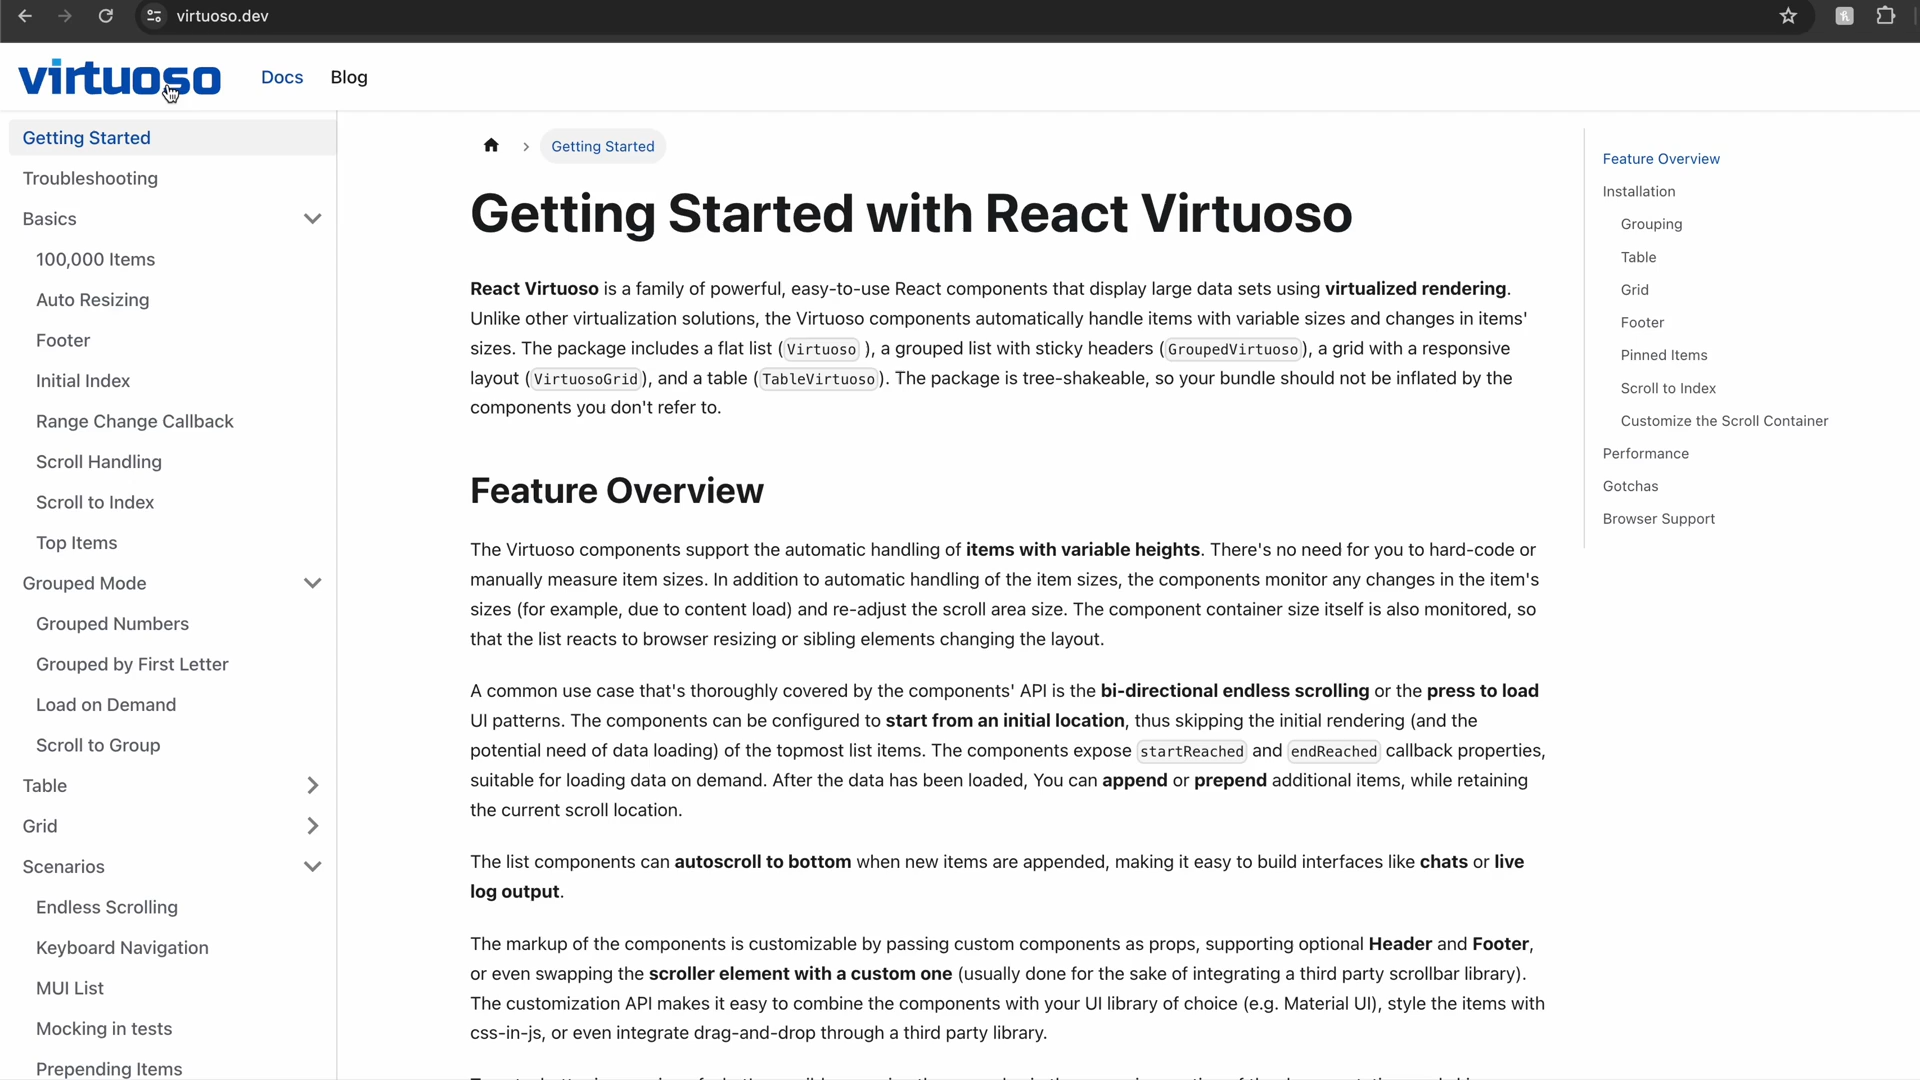 virtuoso.dev
virtuoso
Docs
Blog
Getting Started
Troubleshooting
Basics
100,000 Items
Auto Resizing
Footer
Initial Index
Range Change Callback
Scroll Handling
Scroll to Index
Top Items
Grouped Mode
Grouped Numbers
Grouped by First Letter
Load on Demand
Scroll to Group
Table
Grid
Scenarios
Endless Scrolling
Keyboard Navigation
MUI List
Mocking in tests
Prepending Items
Getting Started
Getting Started with React Virtuoso
React Virtuoso is a family of powerful, easy-to-use React components that display large data sets using virtualized rendering.
Unlike other virtualization solutions, the Virtuoso components automatically handle items with variable sizes and changes in items'
sizes. The package includes a flat list (Virtuoso ), a grouped list with sticky headers (GroupedVirtuoso), a grid with a responsive
layout (VirtuosoGrid), and a table (TableVirtuoso). The package is tree-shakeable, so your bundle should not be inflated by the
components you don't refer to.
Feature Overview
The Virtuoso components support the automatic handling of items with variable heights. There's no need for you to hard-code or
manually measure item sizes. In addition to automatic handling of the item sizes, the components monitor any changes in the item's
sizes (for example, due to content load) and re-adjust the scroll area size. The component container size itself is also monitored, so
that the list reacts to browser resizing or sibling elements changing the layout.
A common use case that's thoroughly covered by the components' API is the bi-directional endless scrolling or the press to load
UI patterns. The components can be configured to start from an initial location, thus skipping the initial rendering (and the
potential need of data loading) of the topmost list items. The components expose startReached and endReached callback properties,
suitable for loading data on demand. After the data has been loaded, You can append or prepend additional items, while retaining
the current scroll location.
The list components can autoscroll to bottom when new items are appended, making it easy to build interfaces like chats or live
log output.
The markup of the components is customizable by passing custom components as props, supporting optional Header and Footer,
or even swapping the scroller element with a custom one (usually done for the sake of integrating a third party scrollbar library).
The customization API makes it easy to combine the components with your UI library of choice (e.g. Material UI), style the items with
css-in-js, or even integrate drag-and-drop through a third party library.
Feature Overview
Installation
Grouping
Table
Grid
Footer
Pinned Items
Scroll to Index
Customize the Scroll Container
Performance
Gotchas
Browser Support